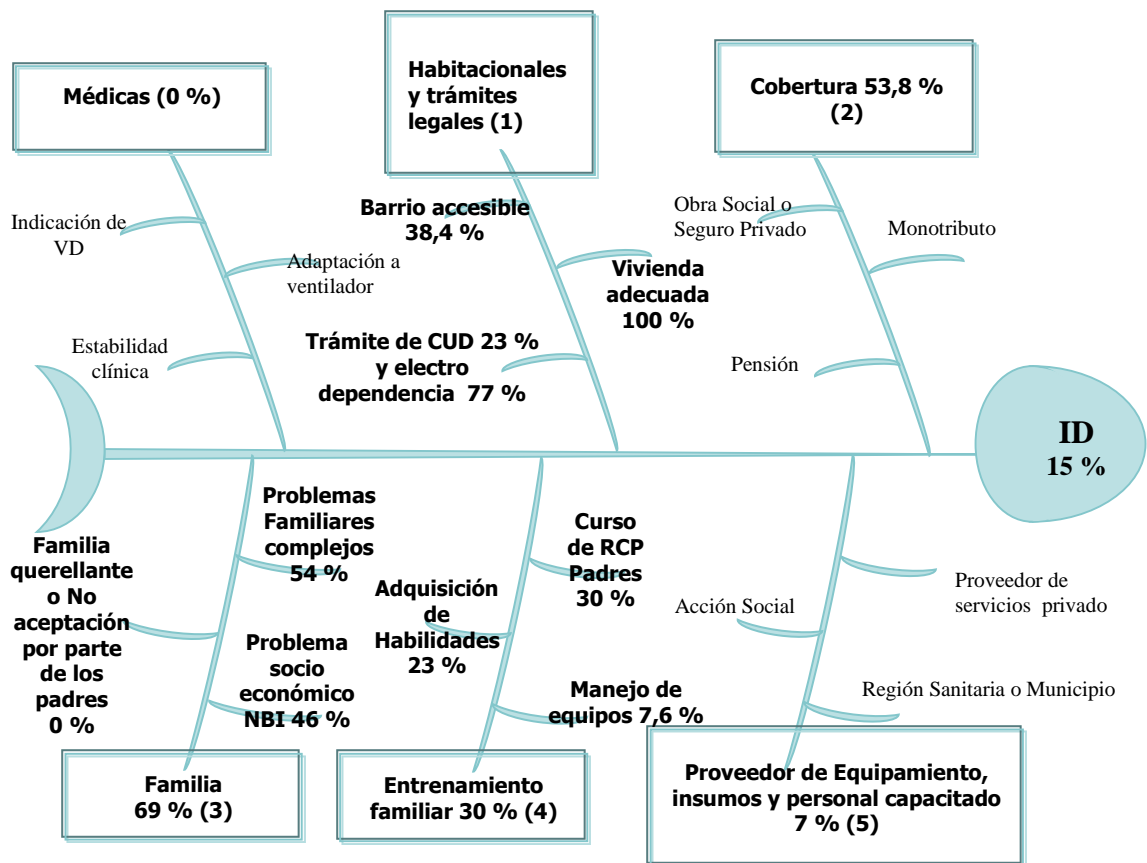 Médicas (0 %)
Habitacionales
y trámites
legales (1)
Cobertura 53,8 %
(2)
Indicación de
VD
Adaptación a
ventilador
Estabilidad
clínica
Barrio accesible
38,4 %
Vivienda
adecuada
100 %
Trámite de CUD 23 %
y electro
dependencia 77 %
Obra Social o
Seguro Privado
Monotributo
Pensión
ID
15 %
Familia
querellante
o No
aceptación
por parte
de los
padres
0 %
Problemas
Familiares
complejos
54 %
Problema
socio
económico
NBI 46 %
Adquisición
de
Habilidades
23 %
Curso
de RCP
Padres
30 %
Manejo de
equipos 7,6 %
Acción Social
Proveedor de
servicios privado
Región Sanitaria o Municipio
Familia
69 % (3)
Entrenamiento
familiar 30 % (4)
Proveedor de Equipamiento,
insumos y personal capacitado
7 % (5)